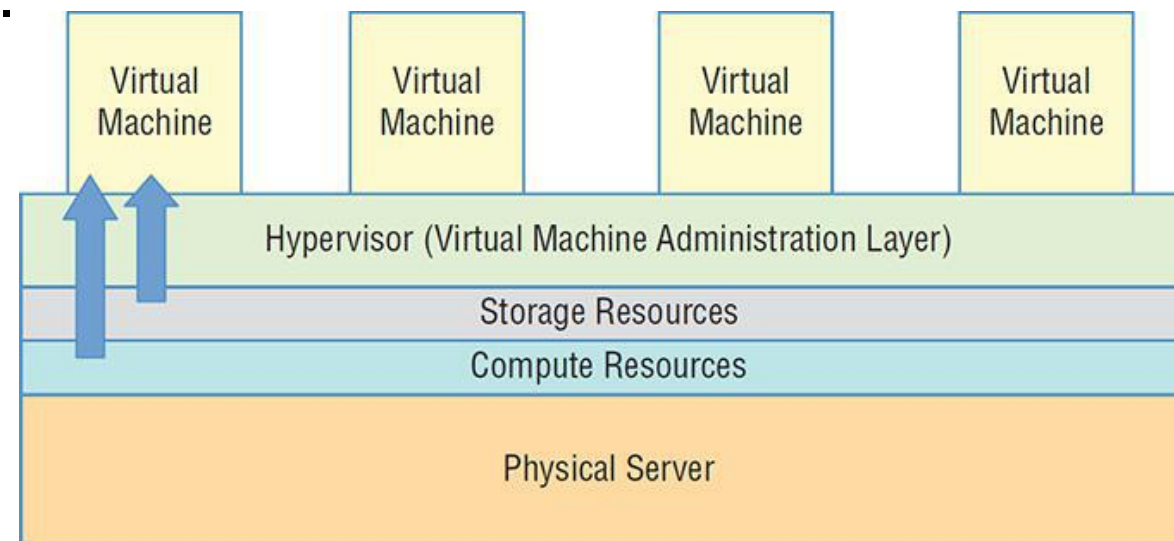 Virtual
Machine
Virtual
Machine
Virtual
Machine
Virtual
Machine
Hypervisor (Virtual Machine Administration Layer)
Storage Resources
Compute Resources
Physical Server